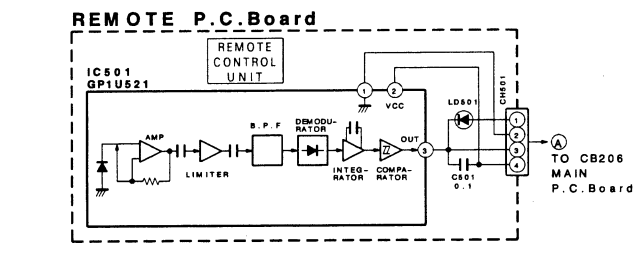 REMOTE P.C.Board
REMOTE
CONTROL
UNIT
IC501
GP1U521
1
2
VCC
CH501
LD501
AMP
LIMITER
B.P.F
DEMODU-
RATOR
INTEG-
RATOR
COMPA-
RATOR
OUT
3
C501
0.1
1
2
3
4
A
TO CB206
MAIN
P.C.Board